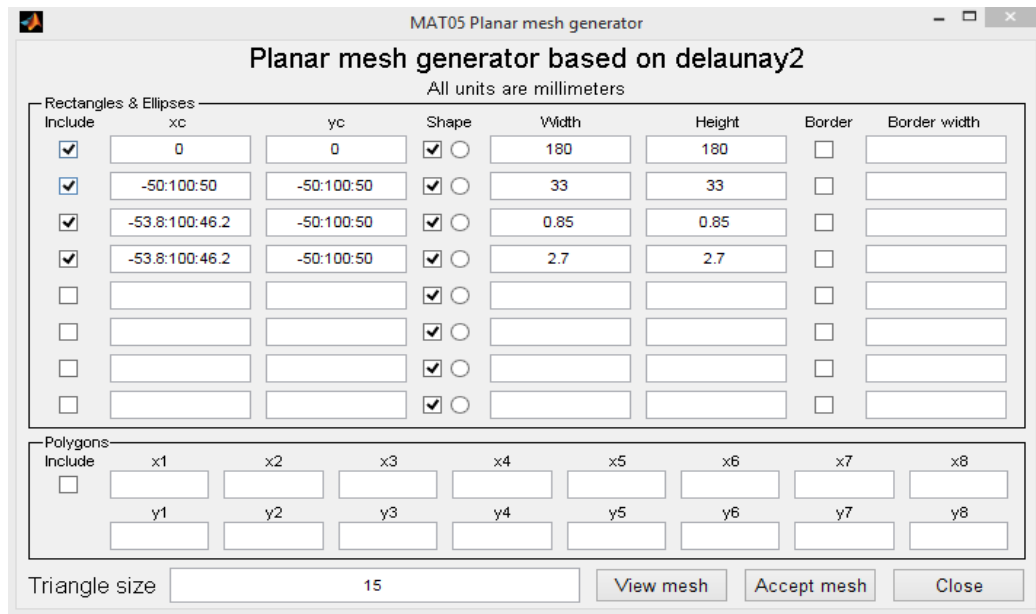 MAT05 Planar mesh generator
Planar mesh generator based on delaunay2
All units are millimeters
Rectangles & Ellipses
Include xc yc Shape Width Height Border Border width
0 0 180 180
-50:100:50 -50:100:50 33 33
-53.8:100:46.2 -50:100:50 0.85 0.85
-53.8:100:46.2 -50:100:50 2.7 2.7
Polygons
Include x1 x2 x3 x4 x5 x6 x7 x8
y1 y2 y3 y4 y5 y6 y7 y8
Triangle size 15 View mesh Accept mesh Close